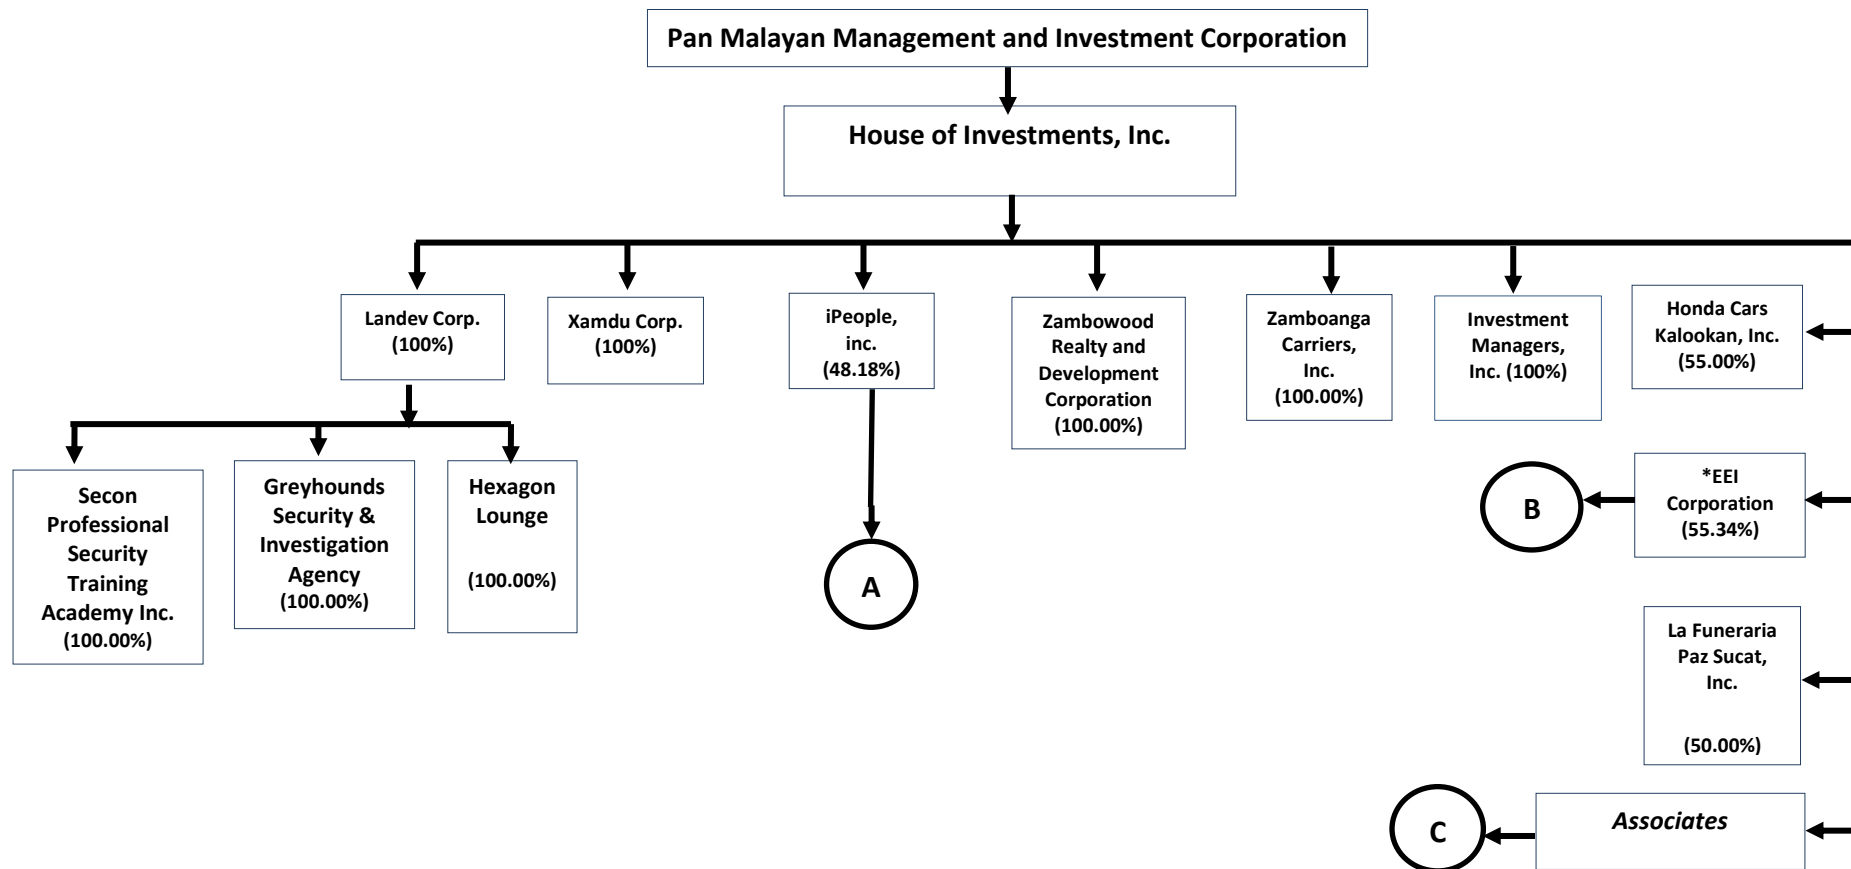 Pan Malayan Management and Investment Corporation
House of Investments, Inc.
Landev Corp.
(100%)
Xamdu Corp.
(100%)
iPeople,
inc.
(48.18%)
Zambowood
Realty and
Development
Corporation
(100.00%)
Zamboanga
Carriers,
Inc.
(100.00%)
Investment
Managers,
Inc. (100%)
Honda Cars
Kalookan, Inc.
(55.00%)
Secon
Professional
Security
Training
Academy Inc.
(100.00%)
Greyhounds
Security &
Investigation
Agency
(100.00%)
Hexagon
Lounge
(100.00%)
A
B
*EEI
Corporation
(55.34%)
La Funeraria
Paz Sucat,
Inc.
(50.00%)
C
Associates